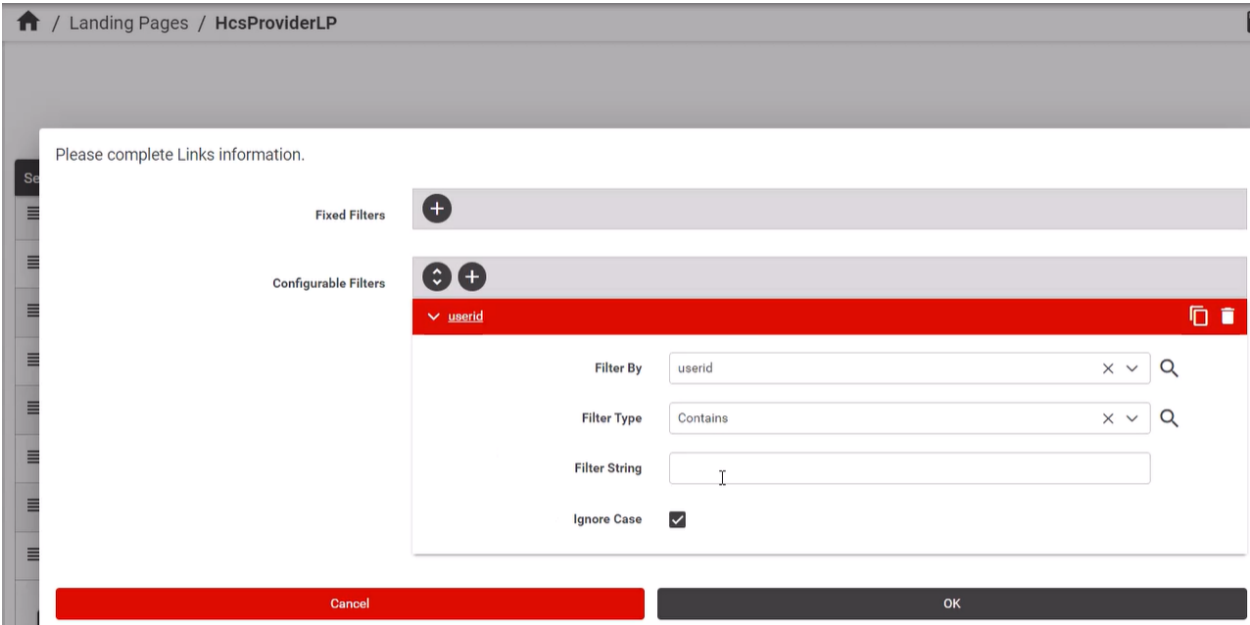 / Landing Pages / HcsProviderLP
Please complete Links information.
Se
Fixed Filters
Configurable Filters
userid
Filter By userid
Filter Type Contains
Filter String
Ignore Case
Cancel OK